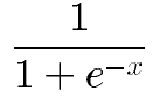 1
1 + e^{-x}